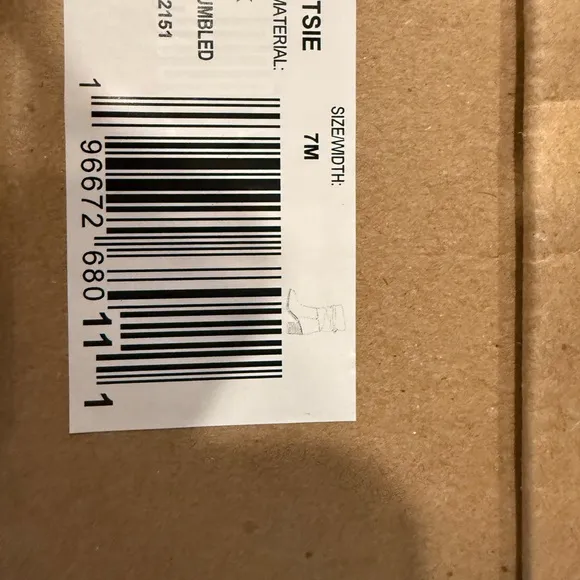 SIZE/WIDTH:
TSIE 7M
MATERIAL:
UMBLED
2151
1 96672 68011 1